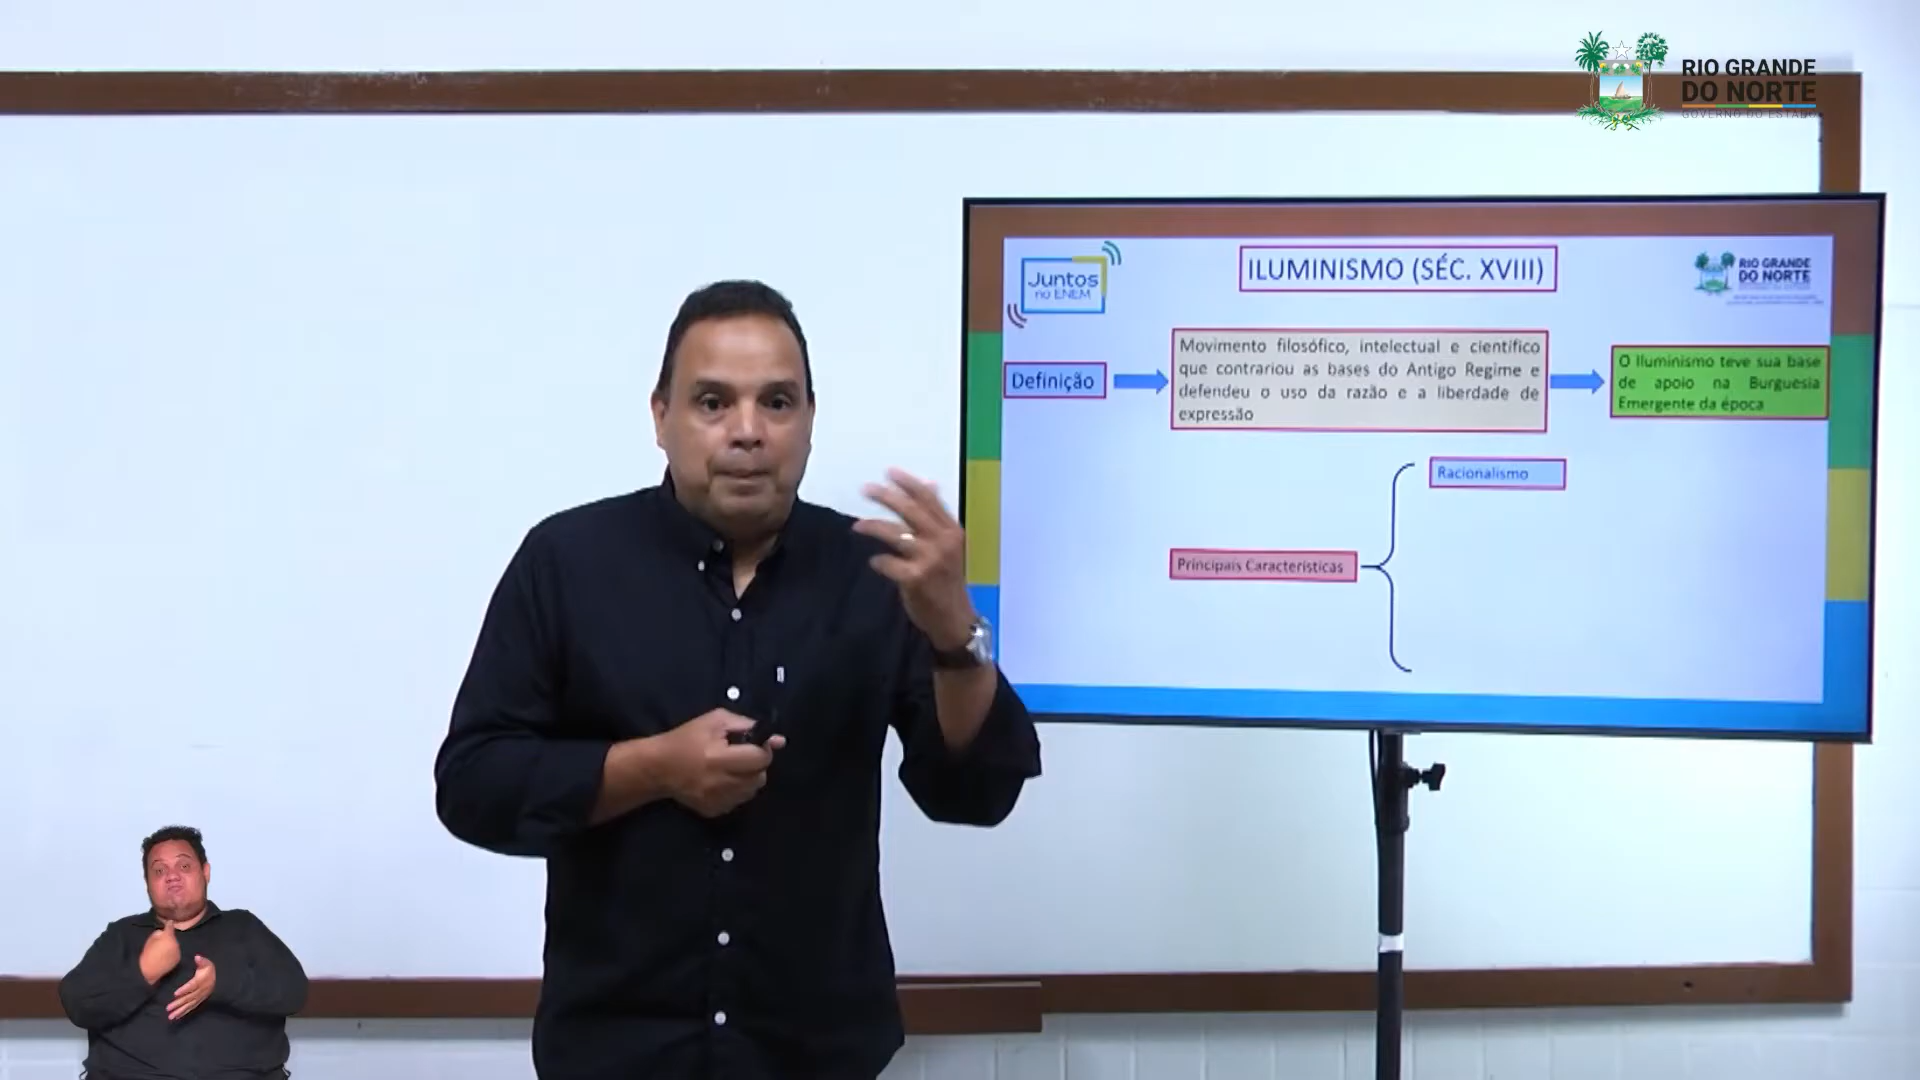 RIO GRANDE
DO NORTE
GOVERNO DO ESTADO
Juntos
no ENEM
ILUMINISMO (SÉC. XVIII)
RIO GRANDE
DO NORTE
Definição
Movimento filosófico, intelectual e científico
que contrariou as bases do Antigo Regime e
defendeu o uso da razão e a liberdade de
expressão
O Iluminismo teve sua base
de apoio na Burguesia
Emergente da época
Racionalismo
Principais Características